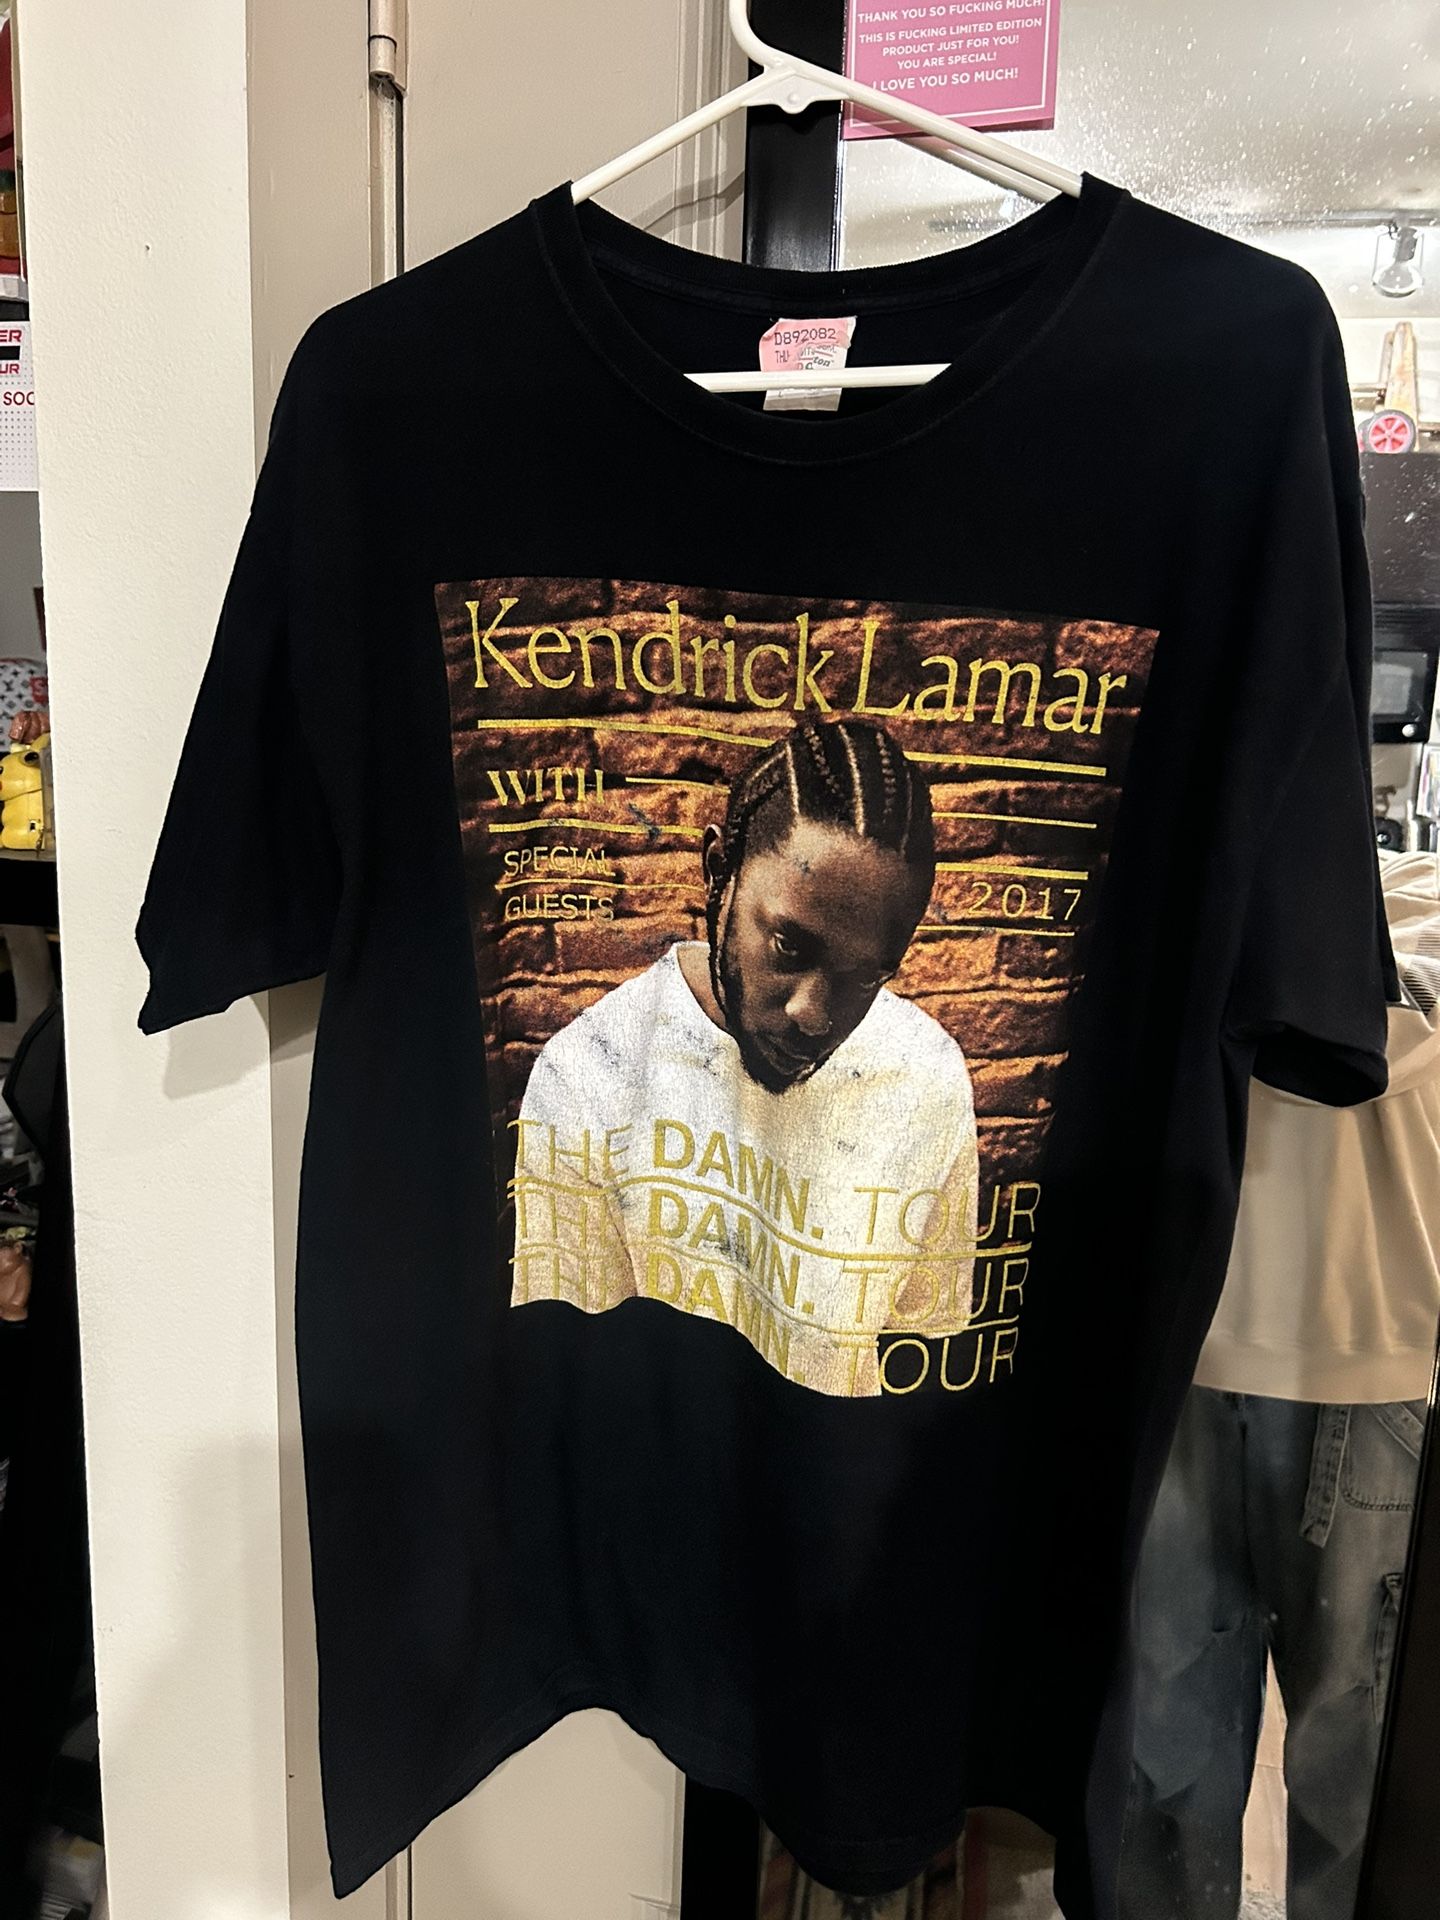 THANK YOU SO FUCKING MUCH!
THIS IS FUCKING LIMITED EDITION
PRODUCT JUST FOR YOU!
YOU ARE SPECIAL!
I LOVE YOU SO MUCH!
D892082
Kendrick Lamar
WITH
SPECIAL
GUESTS
2017
THE DAMN. TOUR
THE DAMN. TOUR
THE DAMN. TOUR